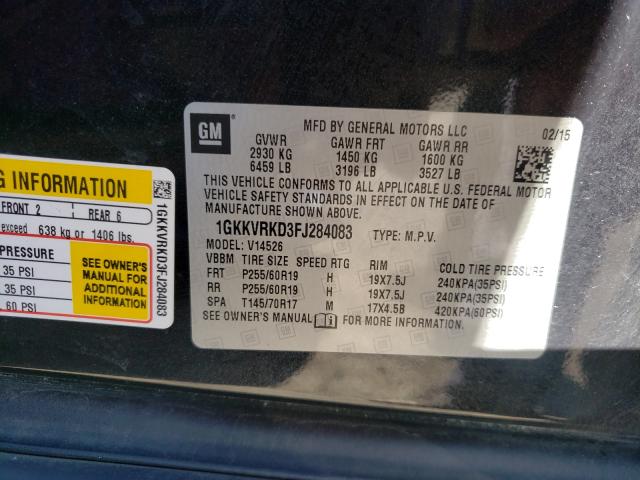 GM
MFD BY GENERAL MOTORS LLC 02/15
GVWR GAWR FRT GAWR RR
2930 KG 1450 KG 1600 KG
6459 LB 3196 LB 3527 LB
THIS VEHICLE CONFORMS TO ALL APPLICABLE U.S. FEDERAL MOTOR
VEHICLE SAFETY STANDARDS IN EFFECT ON THE DATE OF
MANUFACTURE SHOWN ABOVE.
1GKKVRKD3FJ284083 TYPE: M.P.V.
MODEL: V14526
VBBM TIRE SIZE SPEED RTG RIM COLD TIRE PRESSURE
FRT P255/60R19 H 19X7.5J 240KPA(35PSI)
RR P255/60R19 H 19X7.5J 240KPA(35PSI)
SPA T145/70R17 M 17X4.5B 420KPA(60PSI)
SEE OWNER'S MANUAL FOR MORE INFORMATION.
G INFORMATION
FRONT 2 REAR 6
exceed 638 kg or 1406 lbs.
PRESSURE
35 PSI
35 PSI
60 PSI
SEE OWNER'S
MANUAL FOR
ADDITIONAL
INFORMATION
1GKKVRKD3FJ284083